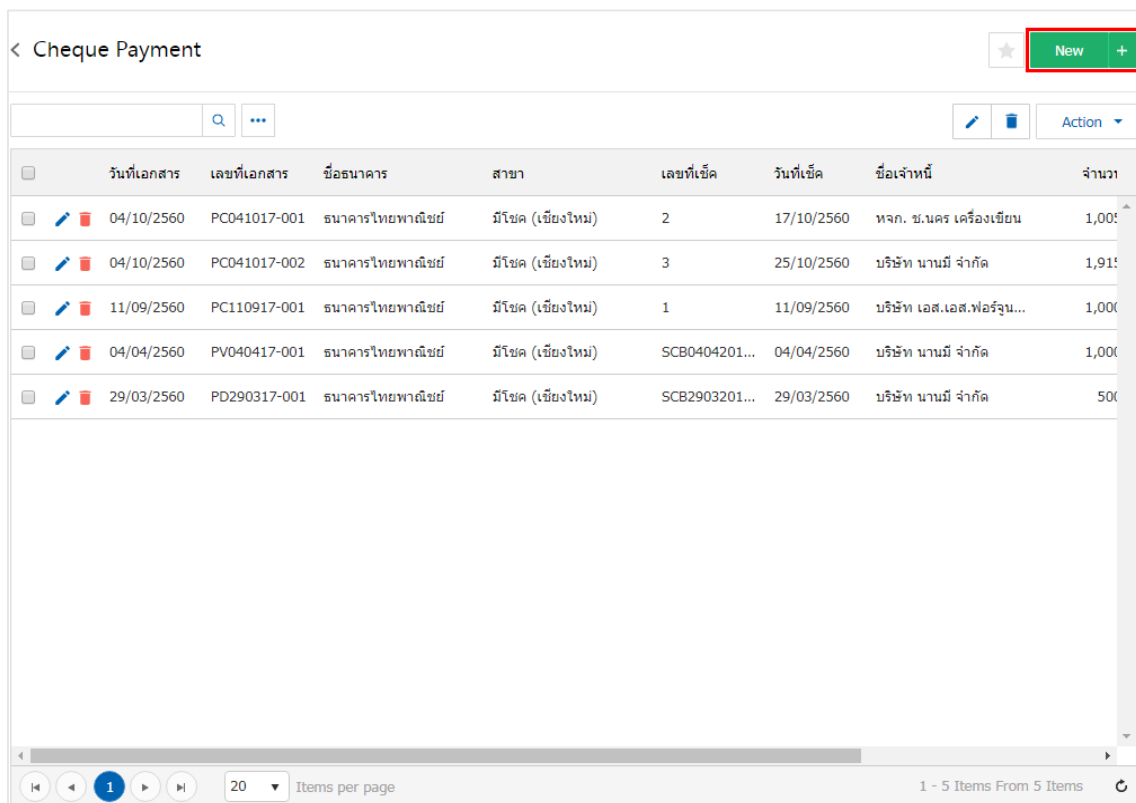 Cheque Payment
New +
Action
วันที่เอกสาร เลขที่เอกสาร ชื่อธนาคาร สาขา เลขที่เช็ค วันที่เช็ค ชื่อเจ้าหนี้
04/10/2560 PC041017-001 ธนาคารไทยพาณิชย์ มีโชค (เชียงใหม่) 2 17/10/2560 หจก. ช.นคร เครื่องเขียน
04/10/2560 PC041017-002 ธนาคารไทยพาณิชย์ มีโชค (เชียงใหม่) 3 25/10/2560 บริษัท นานมี จำกัด
11/09/2560 PC110917-001 ธนาคารไทยพาณิชย์ มีโชค (เชียงใหม่) 1 11/09/2560 บริษัท เอส.เอส.ฟอร์จูน...
04/04/2560 PV040417-001 ธนาคารไทยพาณิชย์ มีโชค (เชียงใหม่) SCB0404201... 04/04/2560 บริษัท นานมี จำกัด
29/03/2560 PD290317-001 ธนาคารไทยพาณิชย์ มีโชค (เชียงใหม่) SCB2903201... 29/03/2560 บริษัท นานมี จำกัด
1 20 Items per page 1 - 5 Items From 5 Items